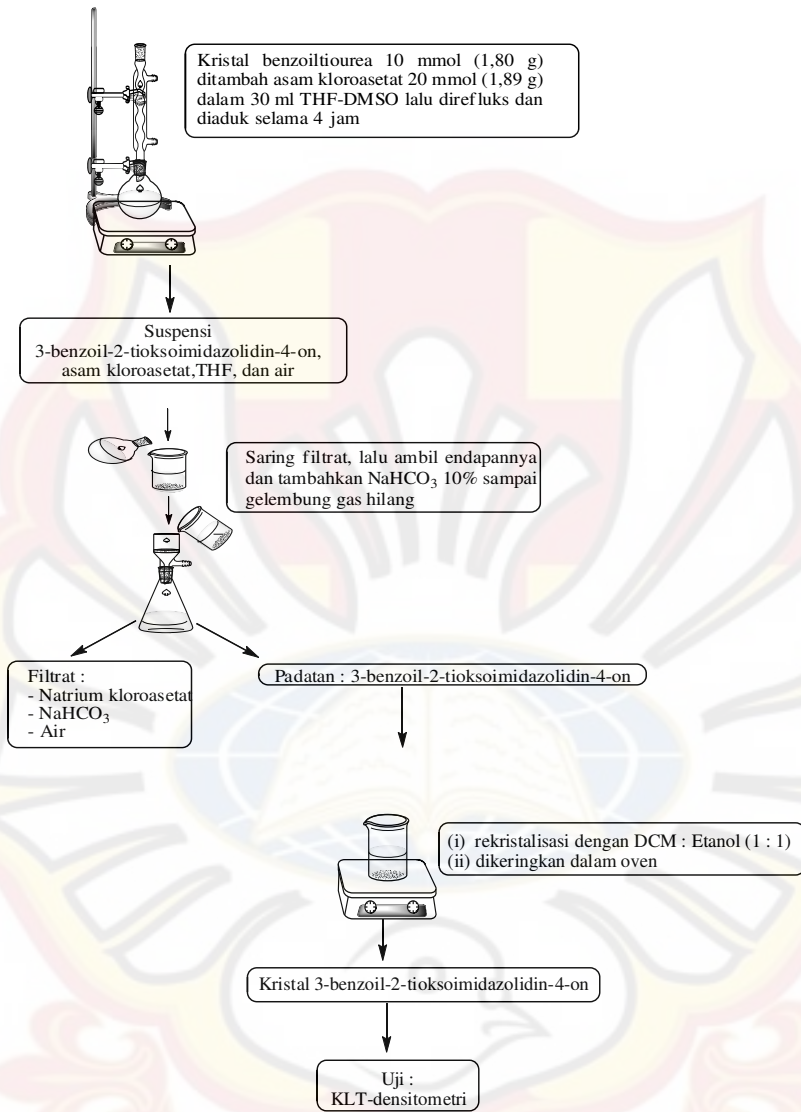 Kristal benzoiltiourea 10 mmol (1,80 g)
ditambah asam kloroasetat 20 mmol (1,89 g)
dalam 30 ml THF-DMSO lalu direfluks dan
diaduk selama 4 jam
Suspensi
3-benzoil-2-tioksoimidazolidin-4-on,
asam kloroasetat,THF, dan air
Saring filtrat, lalu ambil endapannya
dan tambahkan NaHCO₃ 10% sampai
gelembung gas hilang
Filtrat :
- Natrium kloroasetat
- NaHCO₃
- Air
Padatan : 3-benzoil-2-tioksoimidazolidin-4-on
(i) rekristalisasi dengan DCM : Etanol (1 : 1)
(ii) dikeringkan dalam oven
Kristal 3-benzoil-2-tioksoimidazolidin-4-on
Uji :
KLT-densitometri